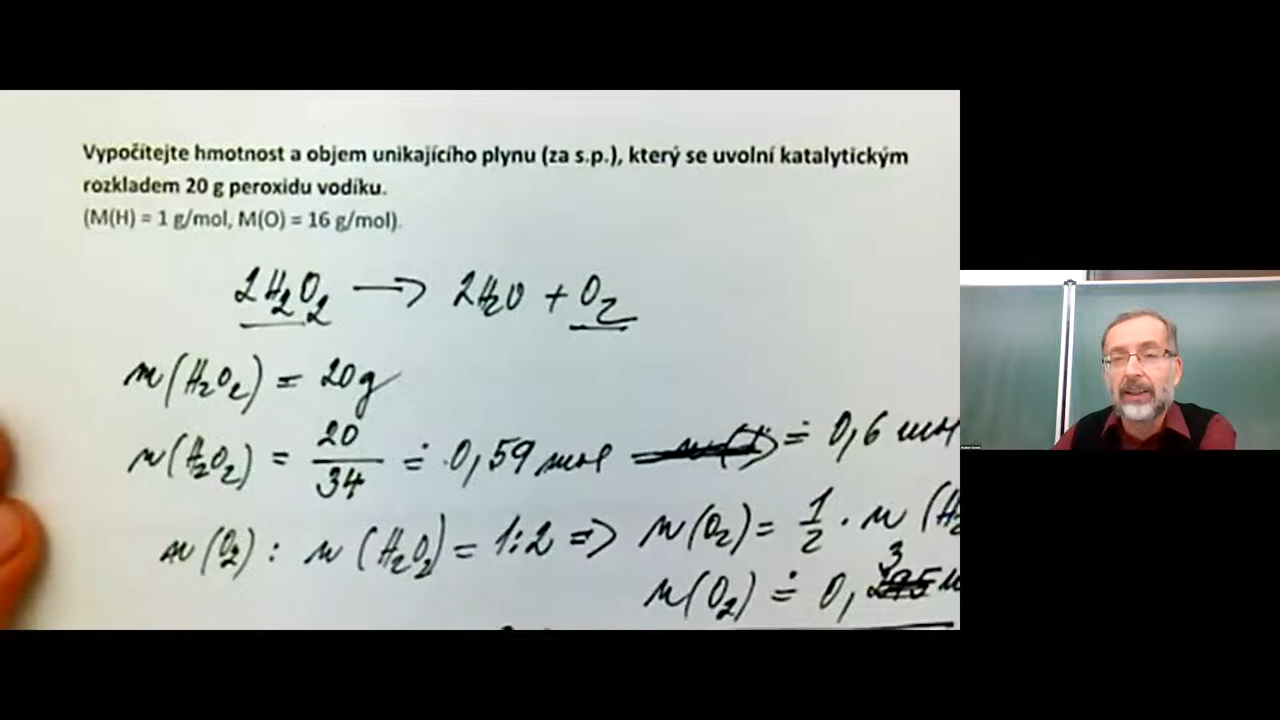 Vypočítejte hmotnost a objem unikajícího plynu (za s.p.), který se uvolní katalytickým
rozkladem 20 g peroxidu vodíku.
(M(H) = 1 g/mol, M(O) = 16 g/mol).
2H₂O₂ → 2H₂O + O₂
m(H₂O₂) = 20g
n(H₂O₂) = 20/34 ≐ 0,59 mol ≐ 0,6 mol
n(O₂) : n(H₂O₂) = 1:2 => n(O₂) = 1/2 · n(H₂
n(O₂) ≐ 0,3